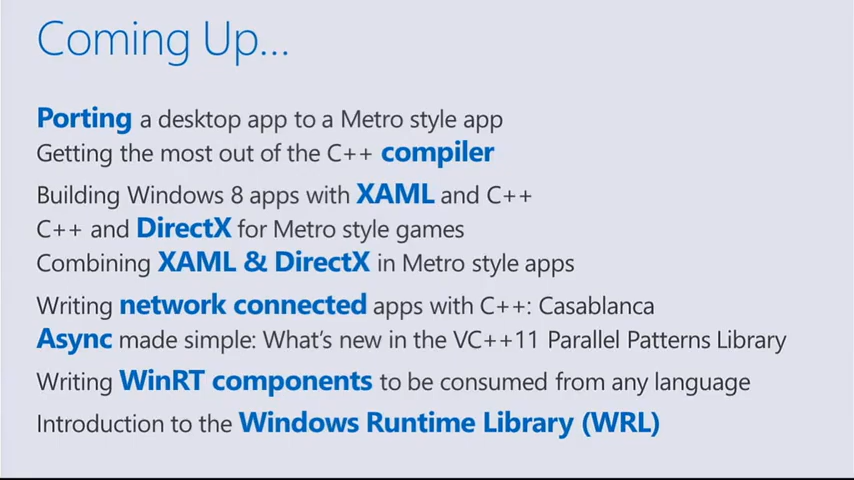 Coming Up...
Porting a desktop app to a Metro style app
Getting the most out of the C++ compiler
Building Windows 8 apps with XAML and C++
C++ and DirectX for Metro style games
Combining XAML & DirectX in Metro style apps
Writing network connected apps with C++: Casablanca
Async made simple: What's new in the VC++11 Parallel Patterns Library
Writing WinRT components to be consumed from any language
Introduction to the Windows Runtime Library (WRL)